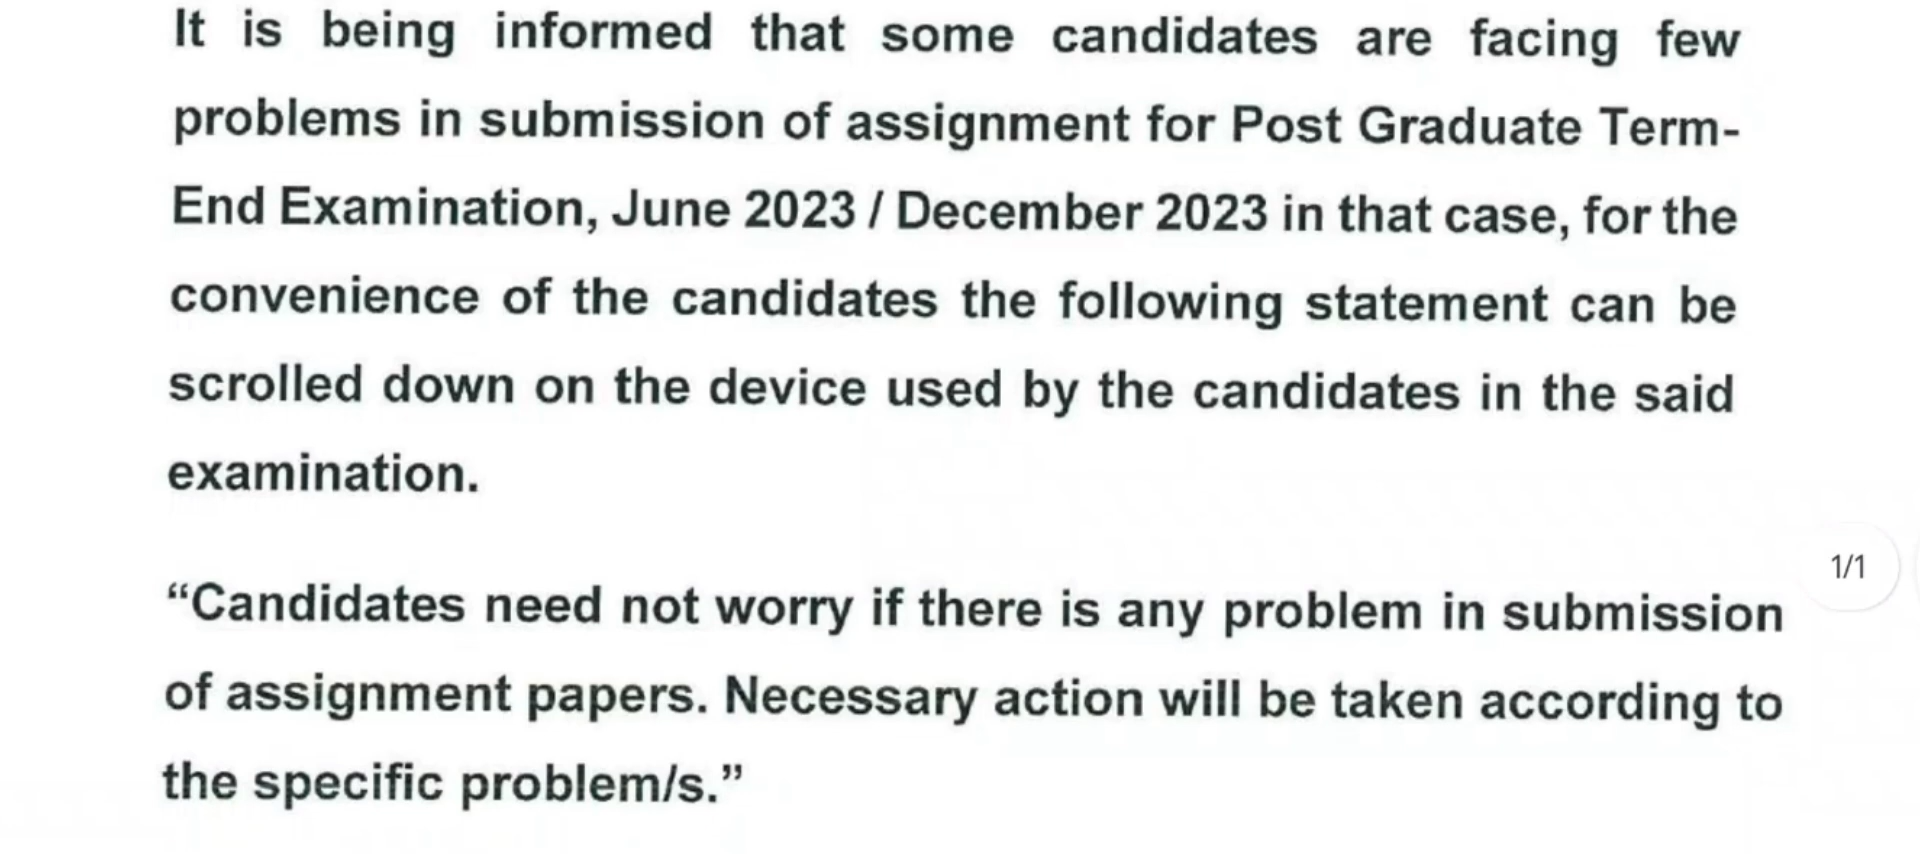 It is being informed that some candidates are facing few
problems in submission of assignment for Post Graduate Term-
End Examination, June 2023 / December 2023 in that case, for the
convenience of the candidates the following statement can be
scrolled down on the device used by the candidates in the said
examination.
“Candidates need not worry if there is any problem in submission
of assignment papers. Necessary action will be taken according to
the specific problem/s.”
1/1